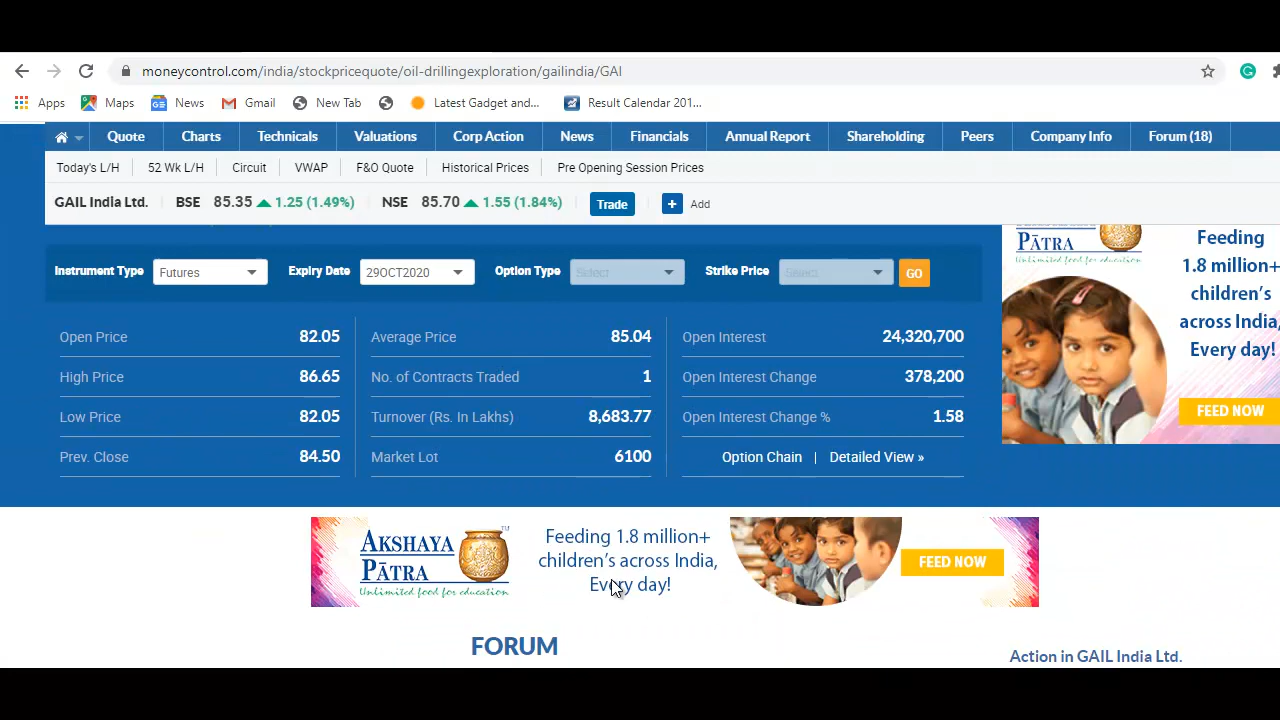 moneycontrol.com/india/stockpricequote/oil-drillingexploration/gailindia/GAI
Apps Maps News Gmail New Tab Latest Gadget and... Result Calendar 201...
Quote Charts Technicals Valuations Corp Action News Financials Annual Report Shareholding Peers Company Info Forum (18)
Today's L/H 52 Wk L/H Circuit VWAP F&O Quote Historical Prices Pre Opening Session Prices
GAIL India Ltd. BSE 85.35 1.25 (1.49%) NSE 85.70 1.55 (1.84%) Trade + Add
Instrument Type Futures Expiry Date 29OCT2020 Option Type Select Strike Price Select GO
Open Price 82.05 Average Price 85.04 Open Interest 24,320,700
High Price 86.65 No. of Contracts Traded 1 Open Interest Change 378,200
Low Price 82.05 Turnover (Rs. In Lakhs) 8,683.77 Open Interest Change % 1.58
Prev. Close 84.50 Market Lot 6100 Option Chain | Detailed View »
PĀTRA
Unlimited food for education
Feeding
1.8 million+
children's
across India,
Every day!
FEED NOW
AKSHAYA
PĀTRA
TM
Unlimited food for education
Feeding 1.8 million+
children's across India,
Every day!
FEED NOW
FORUM
Action in GAIL India Ltd.